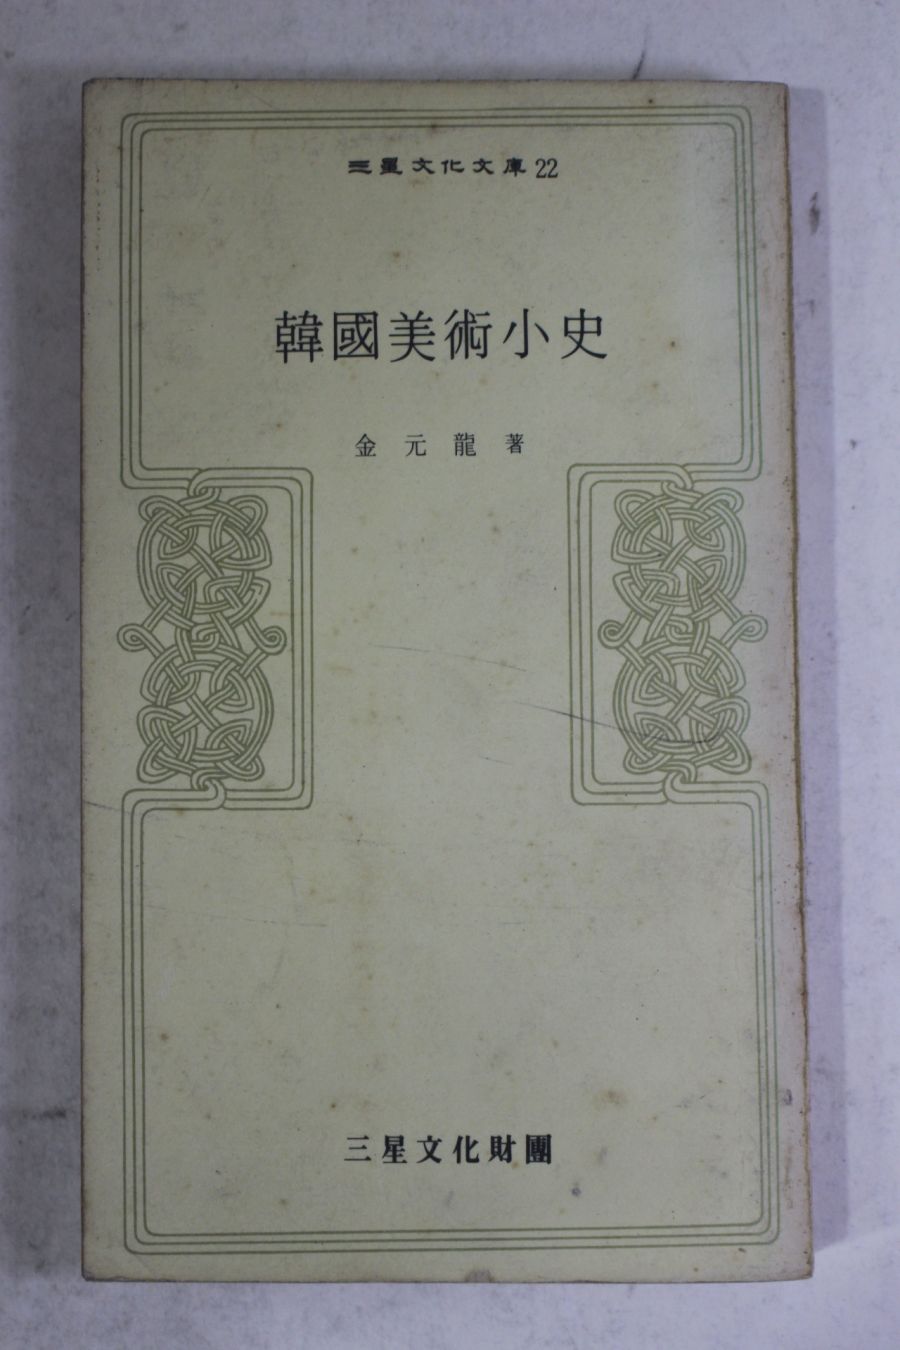 三星文化文庫 22
韓國美術小史
金元龍 著
三星文化財團